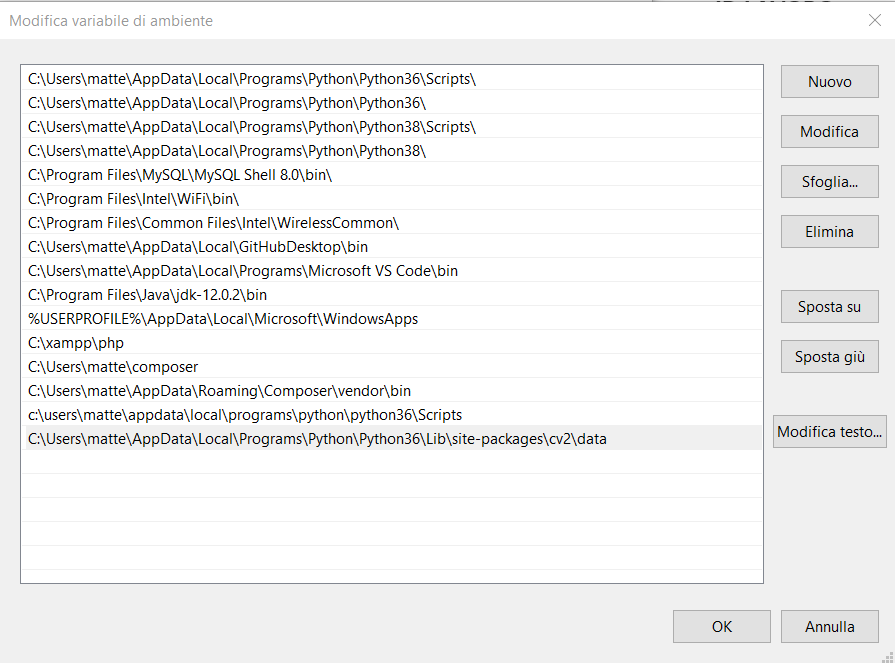 Modifica variabile di ambiente
C:\Users\matte\AppData\Local\Programs\Python\Python36\Scripts\
Nuovo
C:\Users\matte\AppData\Local\Programs\Python\Python36\
C:\Users\matte\AppData\Local\Programs\Python\Python38\Scripts\
Modifica
C:\Users\matte\AppData\Local\Programs\Python\Python38\
C:\Program Files\MySQL\MySQL Shell 8.0\bin\
Sfoglia...
C:\Program Files\Intel\WiFi\bin\
C:\Program Files\Common Files\Intel\WirelessCommon\
Elimina
C:\Users\matte\AppData\Local\GitHubDesktop\bin
C:\Users\matte\AppData\Local\Programs\Microsoft VS Code\bin
C:\Program Files\Java\jdk-12.0.2\bin
Sposta su
%USERPROFILE%\AppData\Local\Microsoft\WindowsApps
C:\xampp\php
Sposta giù
C:\Users\matte\composer
C:\Users\matte\AppData\Roaming\Composer\vendor\bin
c:\users\matte\appdata\local\programs\python\python36\Scripts
Modifica testo...
C:\Users\matte\AppData\Local\Programs\Python\Python36\Lib\site-packages\cv2\data
OK
Annulla